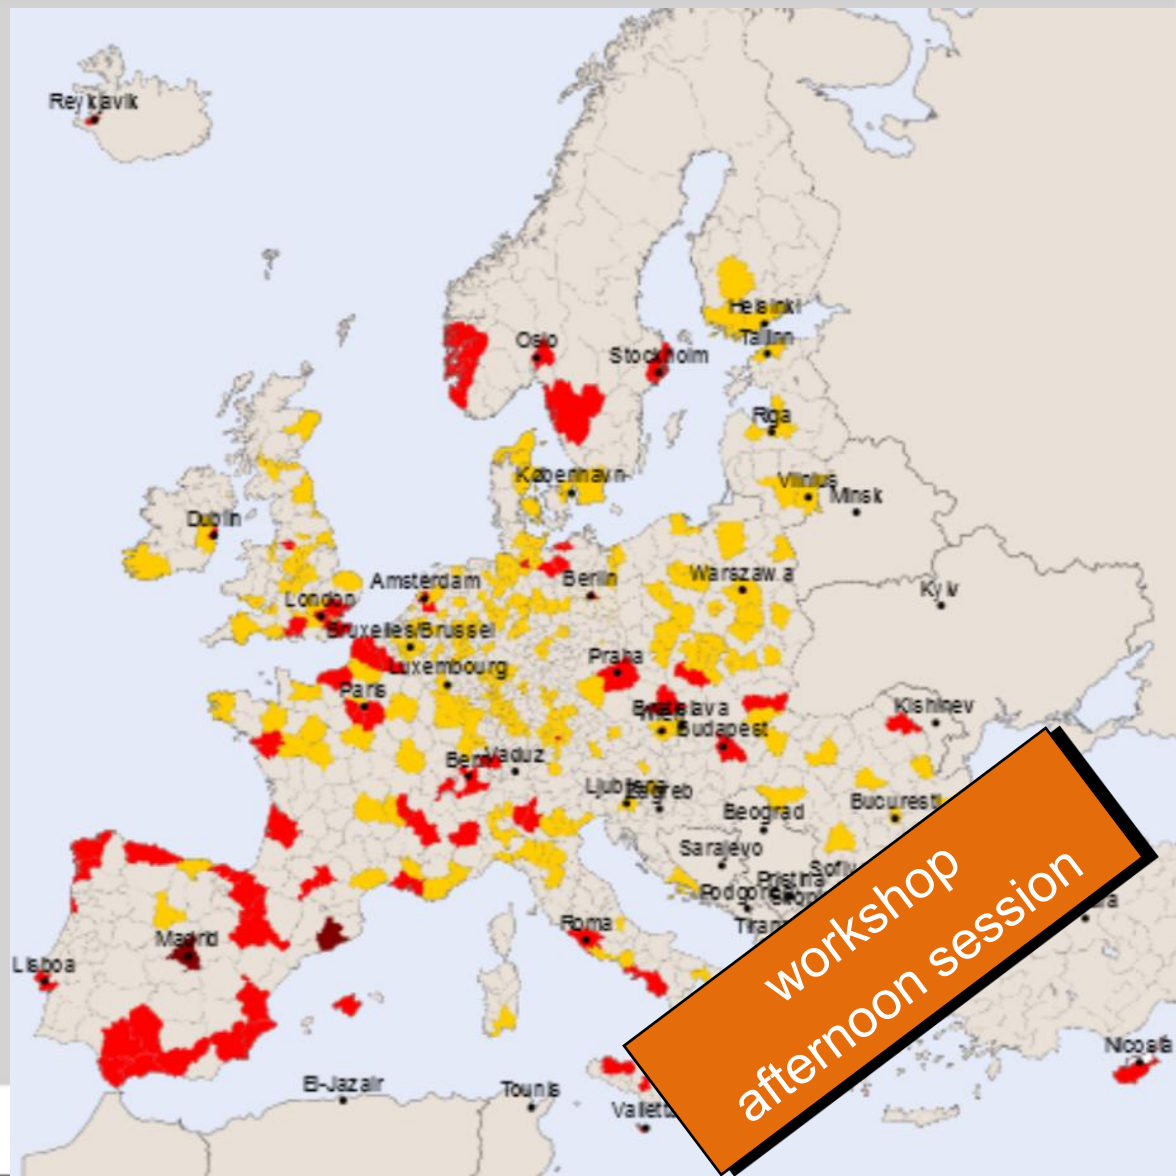 Reykjavik
Helsinki
Oslo
Tallinn
Stockholm
Riga
København
Vilnius
Minsk
Dublin
Warszawa
Amsterdam
Berlin
Kyiv
London
Bruxelles/Brussel
Praha
Luxembourg
Paris
Kishinev
Budapest
Bern
Vaduz
Bucuresti
Beograd
Sarajevo
Pristina
Roma
Madrid
Lisboa
workshop
afternoon session
Nicosia
El-Jazair
Tounis